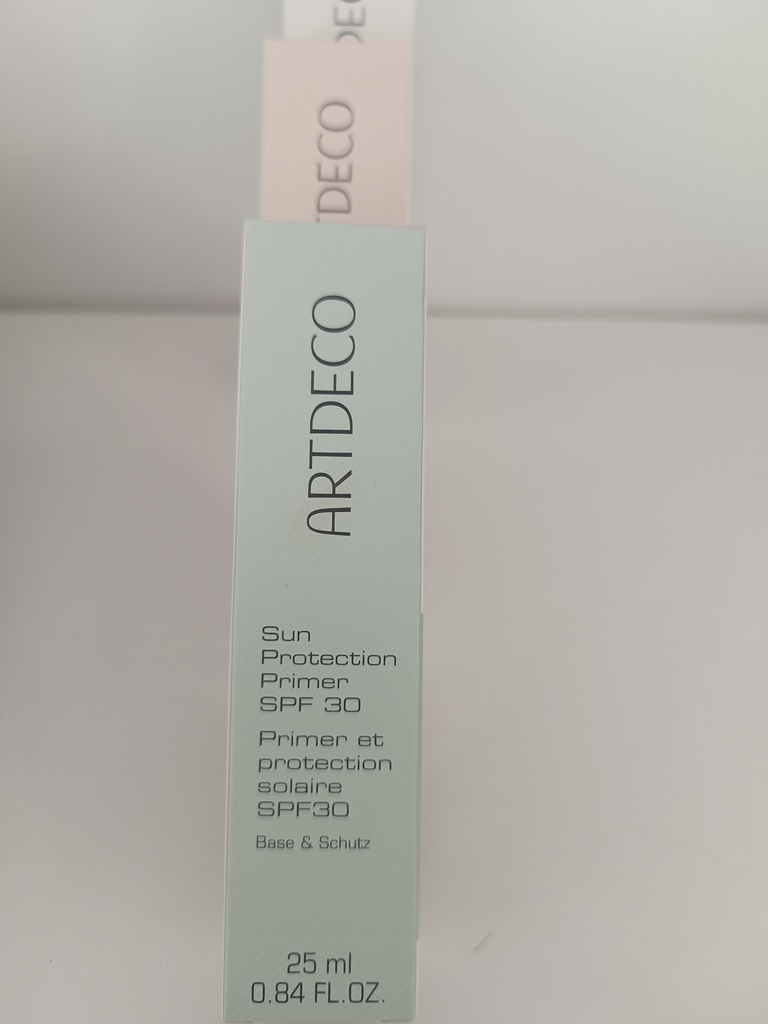 DECO
TDECO
ARTDECO
Sun
Protection
Primer
SPF 30
Primer et
protection
solaire
SPF30
Base & Schutz
25 ml
0.84 FL.OZ.